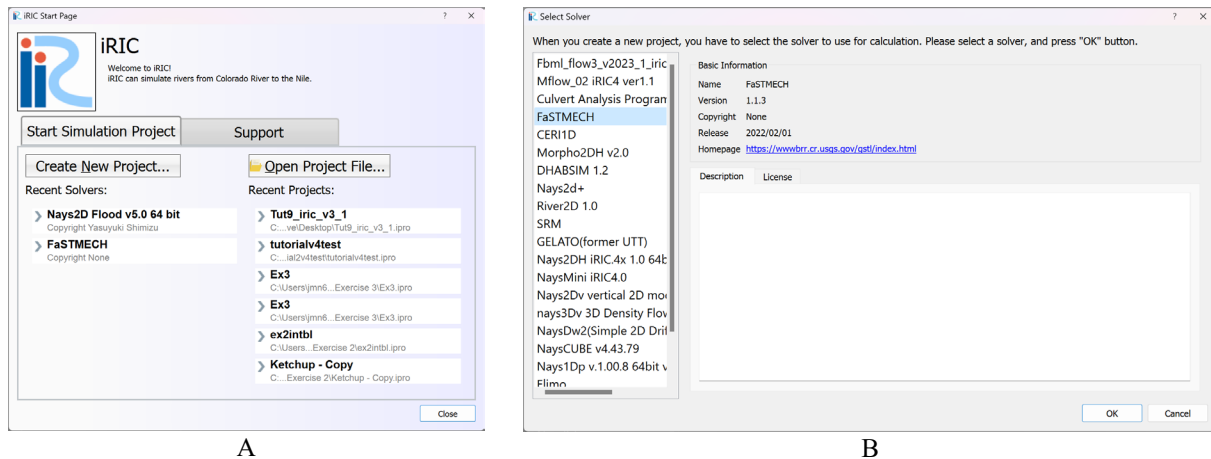 iRIC Start Page
? ×
iRIC
Welcome to iRIC!
iRIC can simulate rivers from Colorado River to the Nile.
Start Simulation Project
Support
Create New Project...
Open Project File...
Recent Solvers:
Recent Projects:
Nays2D Flood v5.0 64 bit
Copyright Yasuyuki Shimizu
FaSTMECH
Copyright None
Tut9_iric_v3_1
C:...ve\Desktop\Tut9_iric_v3_1.ipro
tutorialv4test
C:...ial2v4test\tutorialv4test.ipro
Ex3
C:\Users\jmn6...Exercise 3\Ex3.ipro
Ex3
C:\Users\jmn6...Exercise 3\Ex3.ipro
ex2intbl
C:\Users...Exercise 2\ex2intbl.ipro
Ketchup - Copy
C:...Exercise 2\Ketchup - Copy.ipro
Close
A
Select Solver
? ×
When you create a new project, you have to select the solver to use for calculation. Please select a solver, and press "OK" button.
Fbml_flow3_v2023_1_iric
Mflow_02 iRIC4 ver1.1
Culvert Analysis Program
FaSTMECH
CERI1D
Morpho2DH v2.0
DHABSIM 1.2
Nays2d+
River2D 1.0
SRM
GELATO(former UTT)
Nays2DH iRIC.4x 1.0 64b
NaysMini iRIC4.0
Nays2Dv vertical 2D mo
nays3Dv 3D Density Flov
NaysDw2(Simple 2D Drif
NaysCUBE v4.43.79
Nays1Dp v.1.00.8 64bit v
Elimo
Basic Information
Name FaSTMECH
Version 1.1.3
Copyright None
Release 2022/02/01
Homepage https://wwwbrr.cr.usgs.gov/gstl/index.html
Description
License
OK
Cancel
B